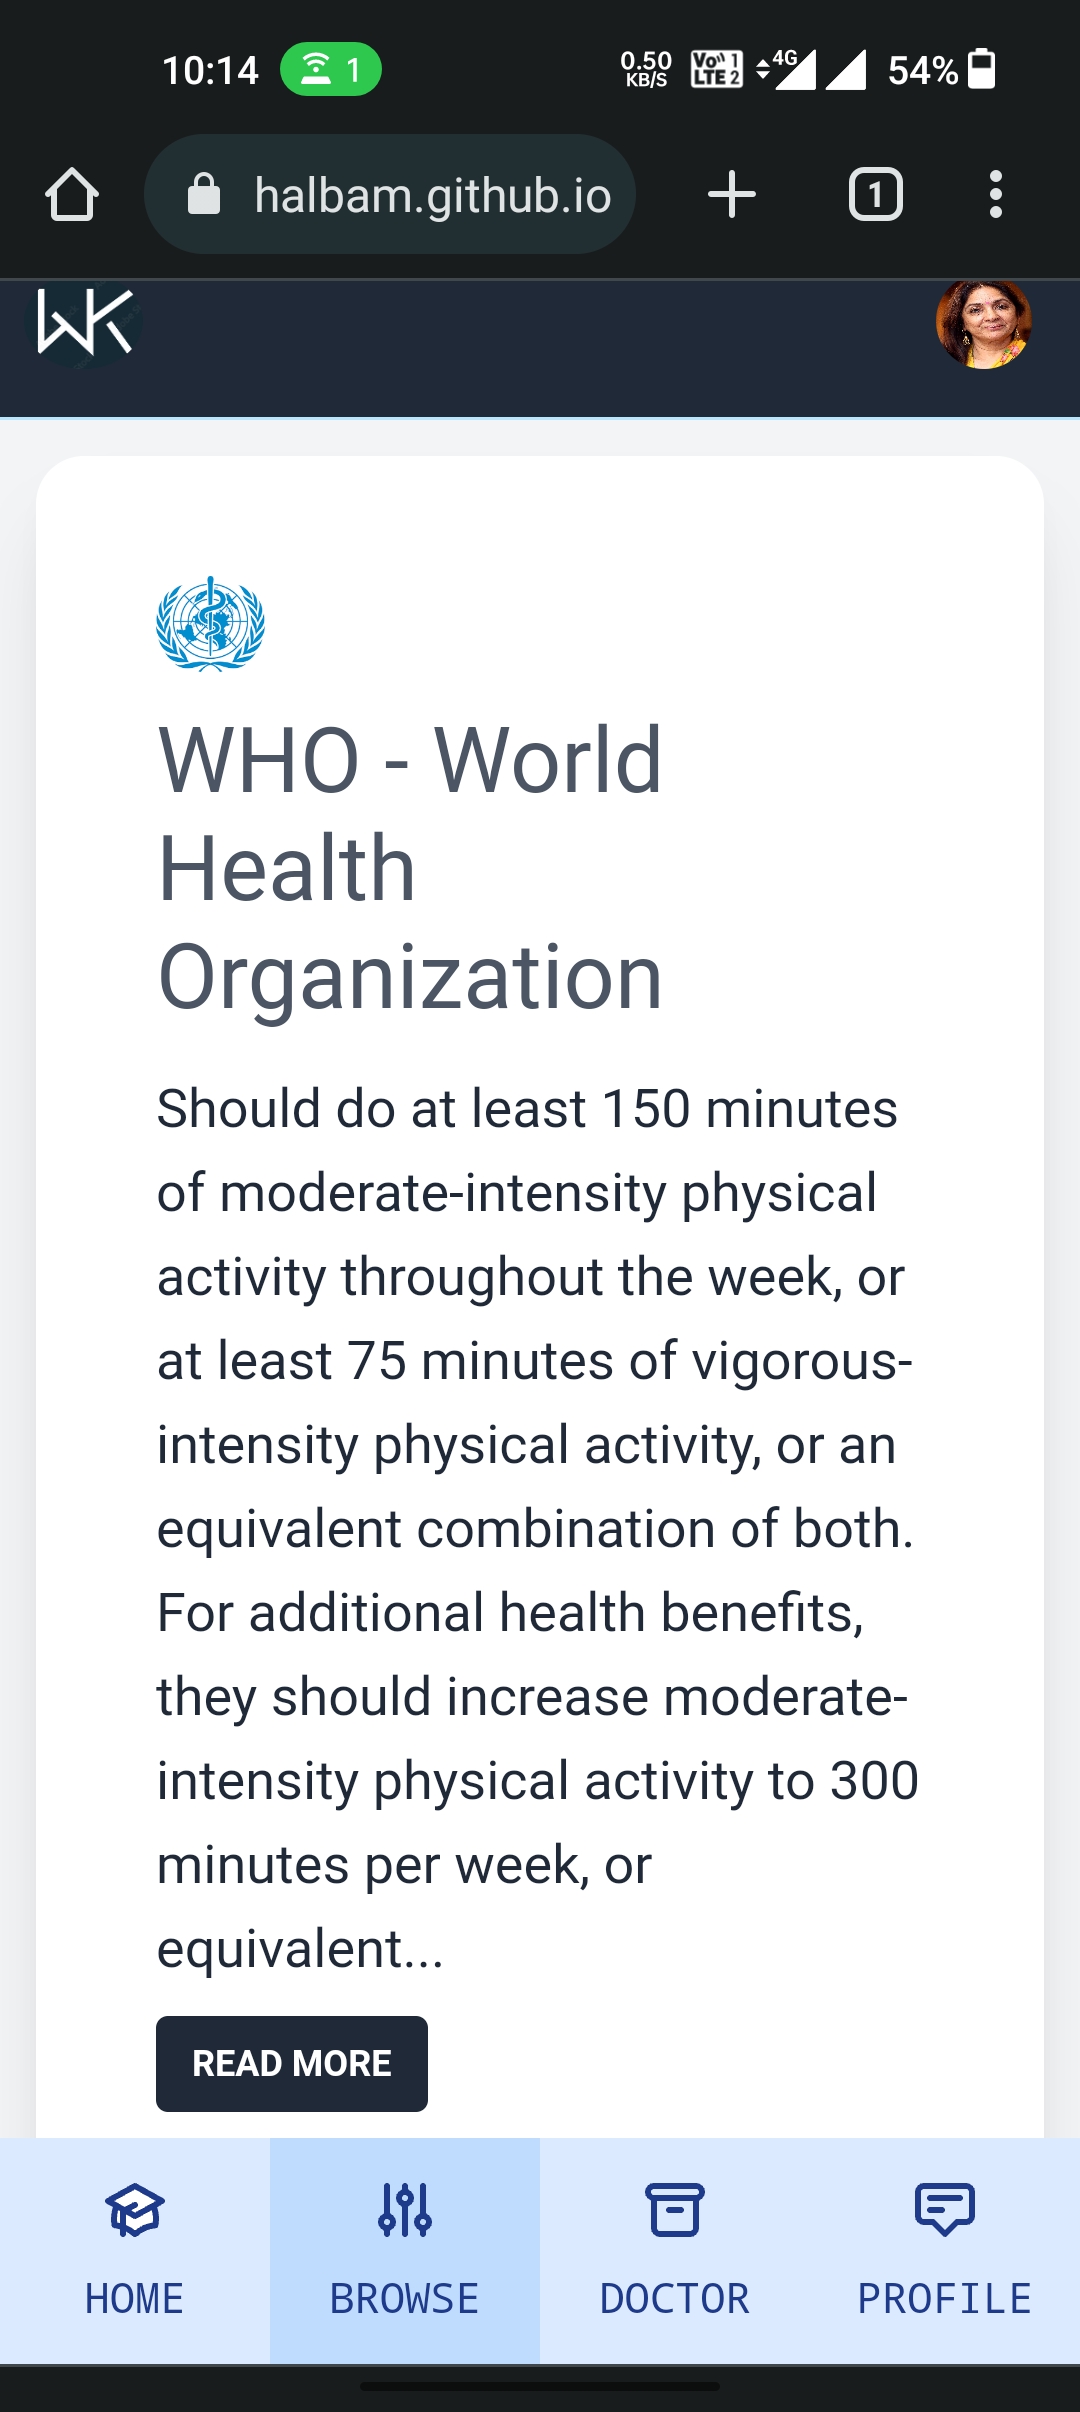 10:14
1
0.50
KB/S
Vo 1
LTE 2
4G
54%
halbam.github.io
1
WK
WHO - World
Health
Organization
Should do at least 150 minutes
of moderate-intensity physical
activity throughout the week, or
at least 75 minutes of vigorous-
intensity physical activity, or an
equivalent combination of both.
For additional health benefits,
they should increase moderate-
intensity physical activity to 300
minutes per week, or
equivalent...
READ MORE
HOME
BROWSE
DOCTOR
PROFILE